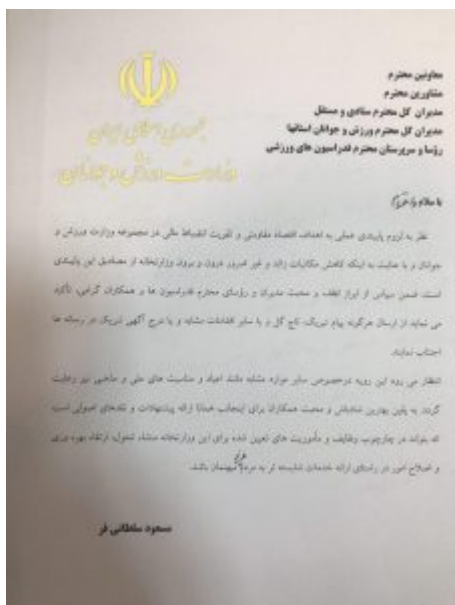 جمهوری اسلامی ایران
وزارت ورزش و جوانان
معاونین محترم
مشاورین محترم
مدیران کل محترم ستادی و مستقل
مدیران کل محترم ورزش و جوانان استانها
رؤسا و سرپرستان محترم فدراسیون های ورزشی
با سلام و احترام
نظر به لزوم پایبندی عملی به اهداف اقتصاد مقاومتی و تقویت انضباط مالی در مجموعه وزارت ورزش و
جوانان و با عنایت به اینکه کاهش مکاتبات زائد و غیر ضرور درون و برون وزارتخانه از مصادیق این پایبندی
است، ضمن سپاس از ابراز لطف و محبت مدیران و رؤسای محترم فدراسیون ها و همکاران گرامی، تأکید
می نماید از ارسال هرگونه پیام تبریک، تاج گل و یا سایر اقدامات مشابه و یا درج آگهی تبریک در رسانه ها
اجتناب نمایند.
انتظار می رود این رویه درخصوص سایر موارد مشابه مانند اعیاد و مناسبت های ملی و مذهبی نیز رعایت
گردد. به یقین بهترین شادباش و محبت همکاران برای اینجانب همانا ارائه پیشنهادات و نقدهای اصولی است
که بتواند در چارچوب وظایف و مأموریت های تعیین شده برای این وزارتخانه منشاء تحول، ارتقاء بهره وری
و اصلاح امور در راستای ارائه خدمات شایسته تر به مردم میهنمان باشد.
مسعود سلطانی فر